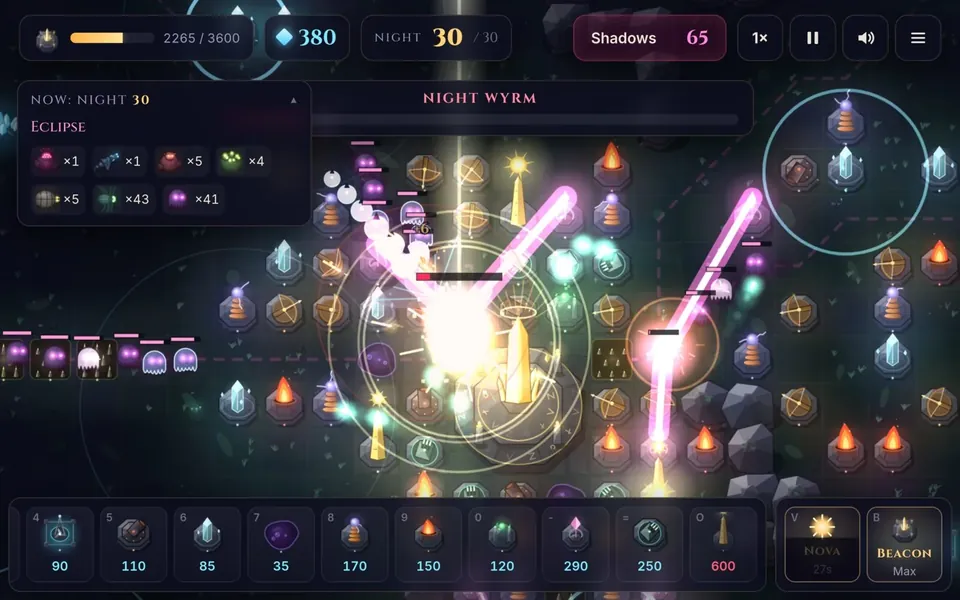 2265 / 3600
380
NIGHT 30 / 30
Shadows 65
1×
NOW: NIGHT 30
ECLIPSE
×1 ×1 ×5 ×4
×5 ×43 ×41
NIGHT WYRM
4 5 6 7 8 9 0 - = O
90 110 85 35 170 150 120 290 250 600
V B
NOVA BEACON
27s Max